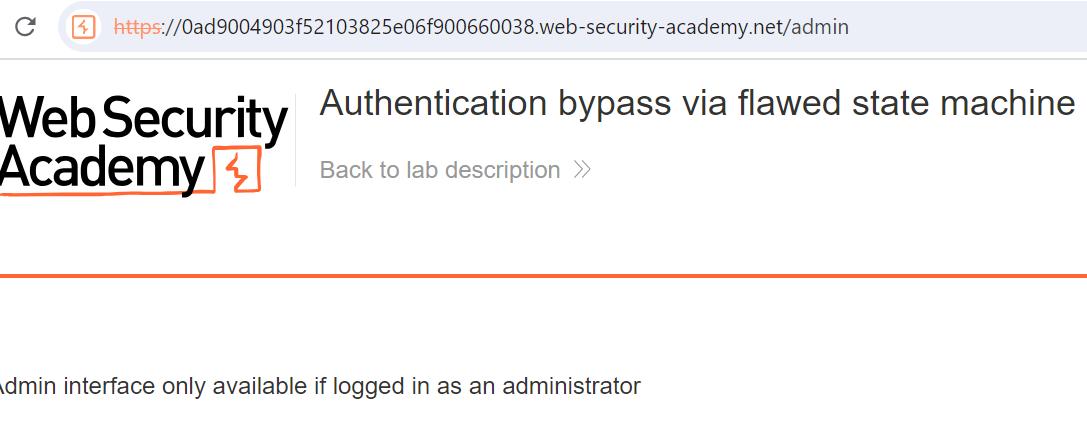 https://0ad9004903f52103825e06f900660038.web-security-academy.net/admin
Web Security
Academy
Authentication bypass via flawed state machine
Back to lab description
Admin interface only available if logged in as an administrator